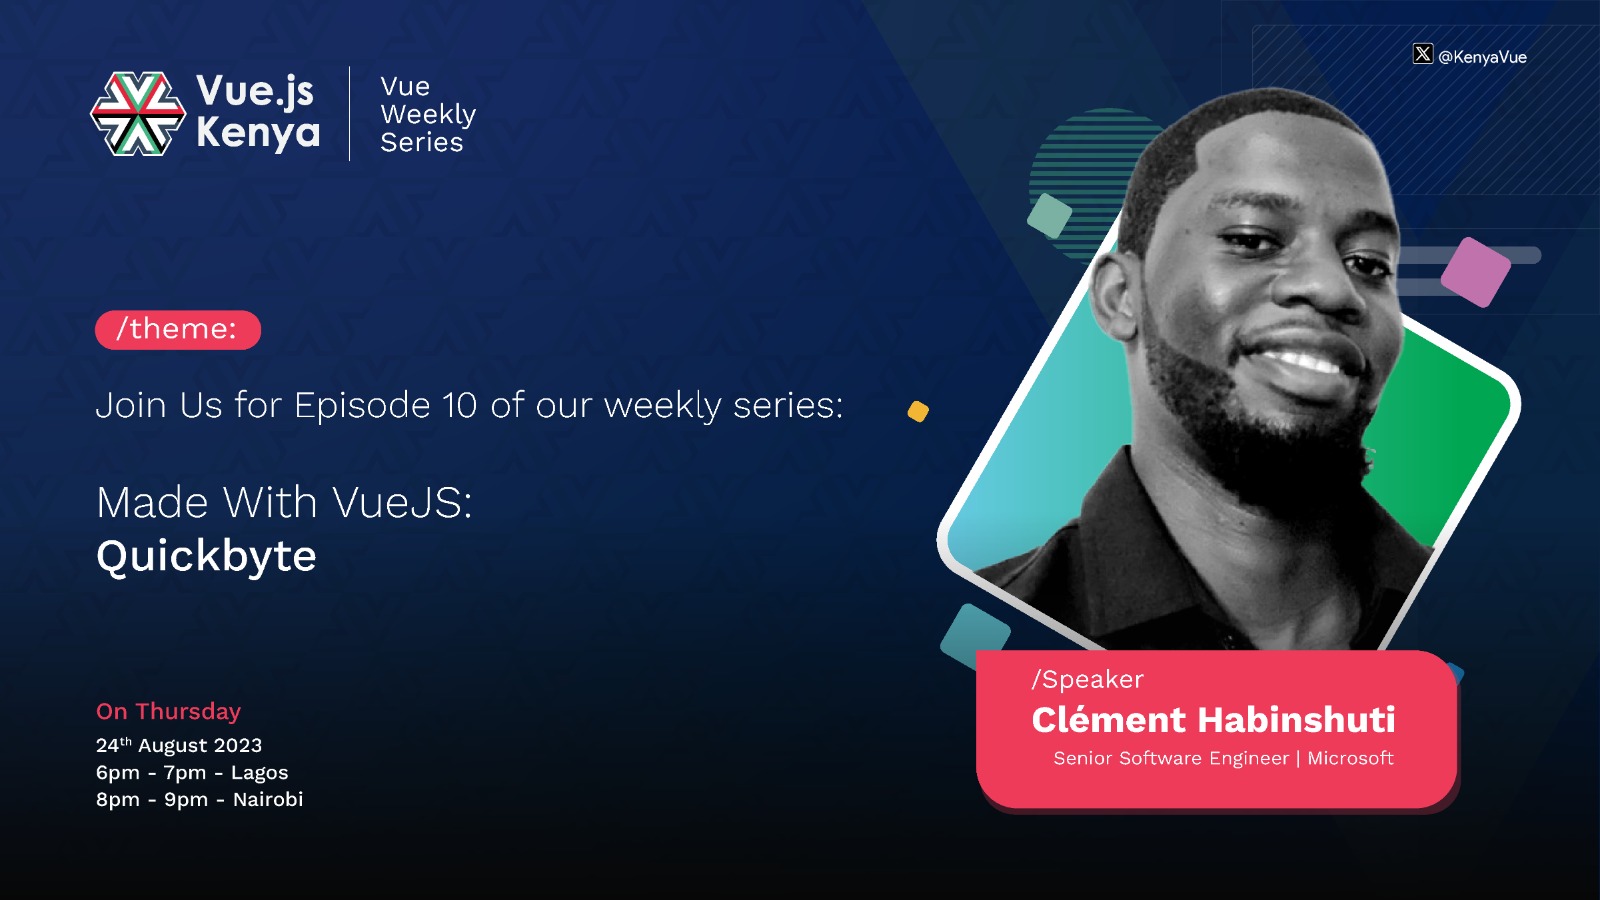 Vue.js
Kenya
Vue
Weekly
Series
@KenyaVue
/theme:
Join Us for Episode 10 of our weekly series:
Made With VueJS:
Quickbyte
On Thursday
24th August 2023
6pm - 7pm - Lagos
8pm - 9pm - Nairobi
/Speaker
Clément Habinshuti
Senior Software Engineer | Microsoft